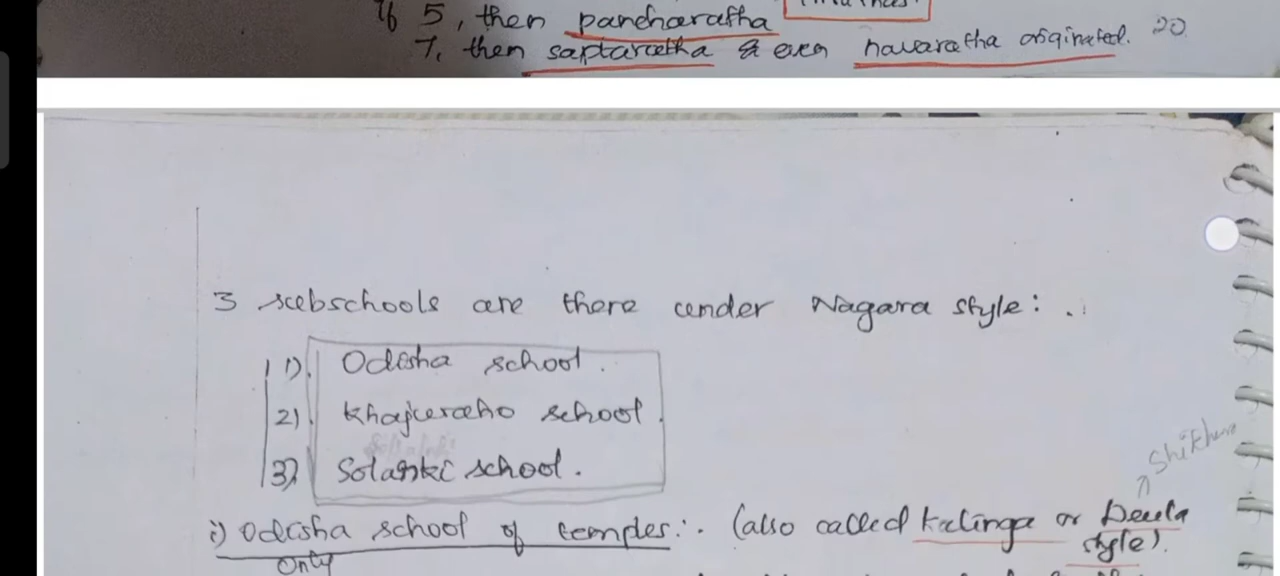 If 5, then pancharatha
7, then saptaratha & even navaratha originated. 20
3 subschools are there under Nagara style:
1). Odisha school.
2). Khajuraho school.
3). Solanki school.
Shikhara
i) Odisha school of temples:. (also called Kalinga or Deula
Only style).